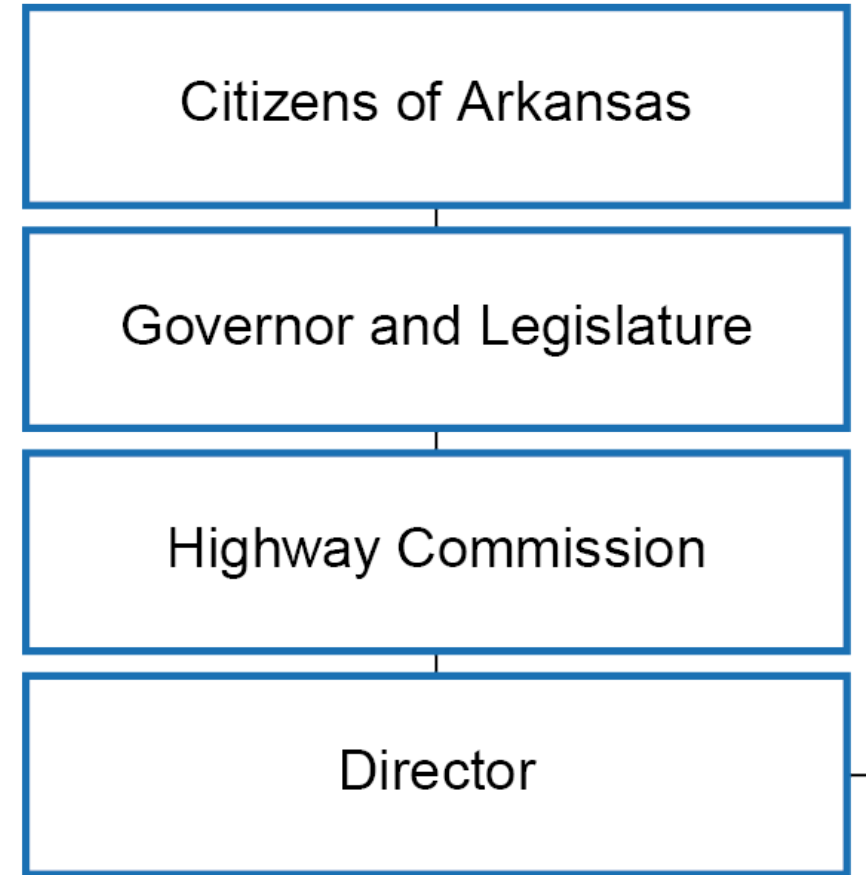 Citizens of Arkansas
Governor and Legislature
Highway Commission
Director